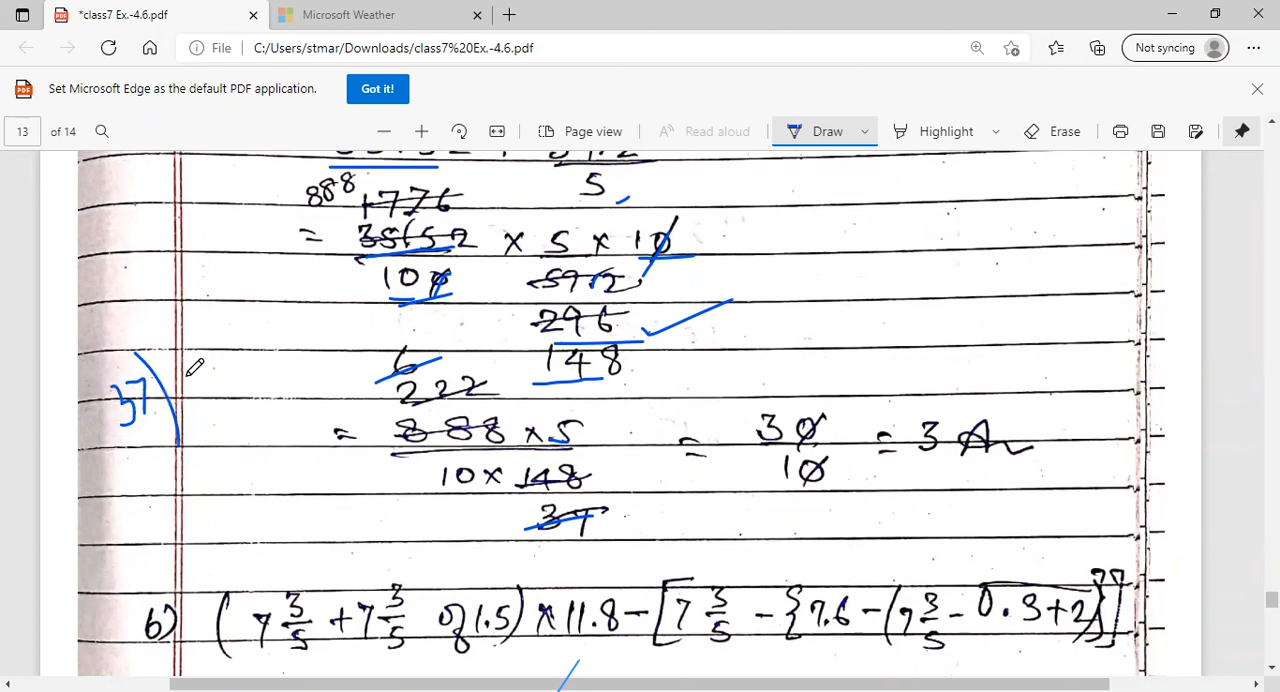 *class7 Ex.-4.6.pdf
Microsoft Weather
File C:/Users/stmar/Downloads/class7%20Ex.-4.6.pdf
Not syncing
Set Microsoft Edge as the default PDF application. Got it!
13 of 14 Page view Read aloud Draw Highlight Erase
5
888 1776
= 35552 × 5 × 10
100 592
296
6 148
222
37
= 888 × 5 = 30 = 3 Ans
10 × 148 10
37
6) (7 3/5 + 7 3/5 of 1.5) × 11.8 - [7 3/5 - {7.6 - (7 3/5 - 0.3+2)}]